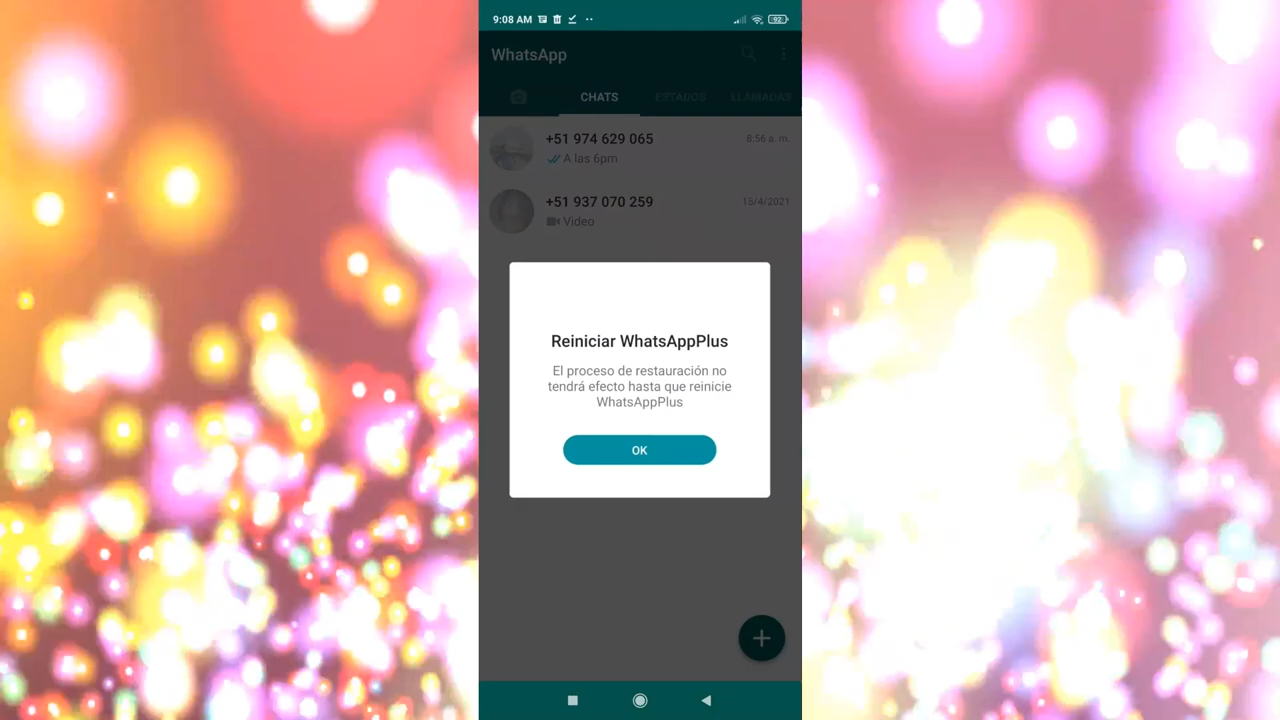 9:08 AM
92
WhatsApp
CHATS
ESTADOS
LLAMADAS
+51 974 629 065
8:56 a. m.
A las 6pm
+51 937 070 259
15/4/2021
Video
Reiniciar WhatsAppPlus
El proceso de restauración no
tendrá efecto hasta que reinicie
WhatsAppPlus
OK